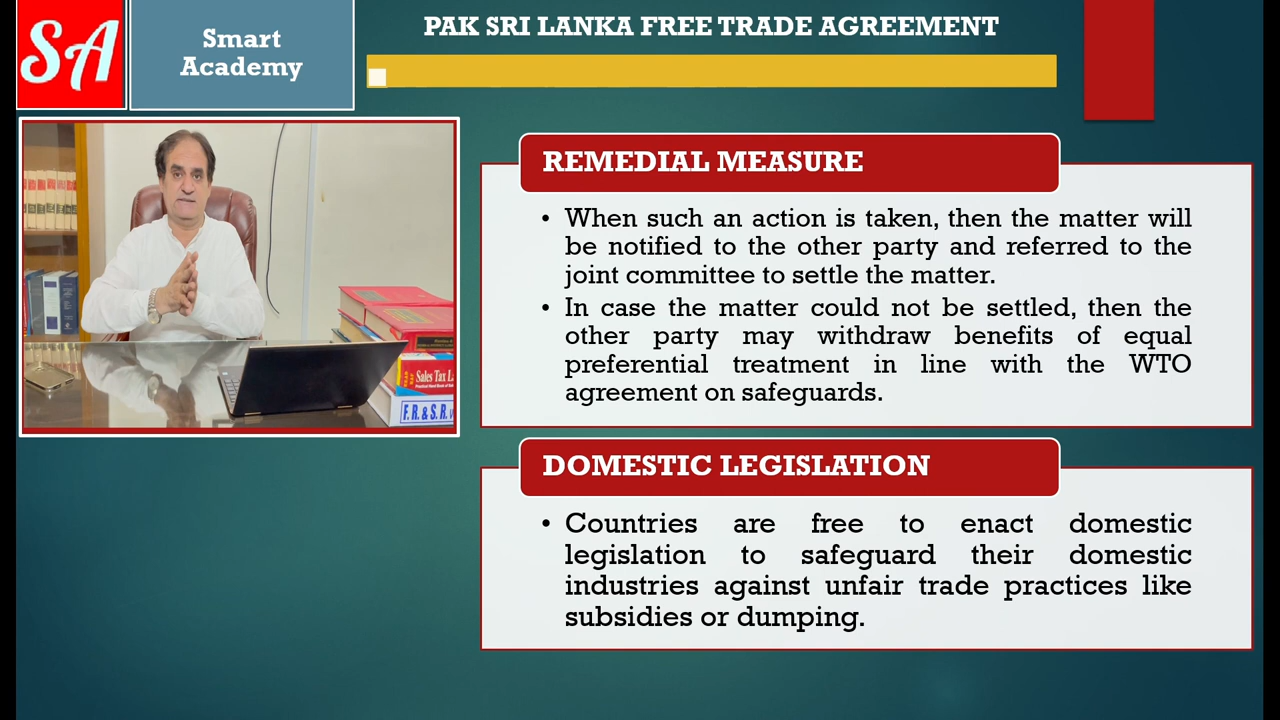 SA
Smart
Academy
PAK SRI LANKA FREE TRADE AGREEMENT
REMEDIAL MEASURE
• When such an action is taken, then the matter will
be notified to the other party and referred to the
joint committee to settle the matter.
• In case the matter could not be settled, then the
other party may withdraw benefits of equal
preferential treatment in line with the WTO
agreement on safeguards.
DOMESTIC LEGISLATION
• Countries are free to enact domestic
legislation to safeguard their domestic
industries against unfair trade practices like
subsidies or dumping.
Sales Tax
F.R. & S.R.